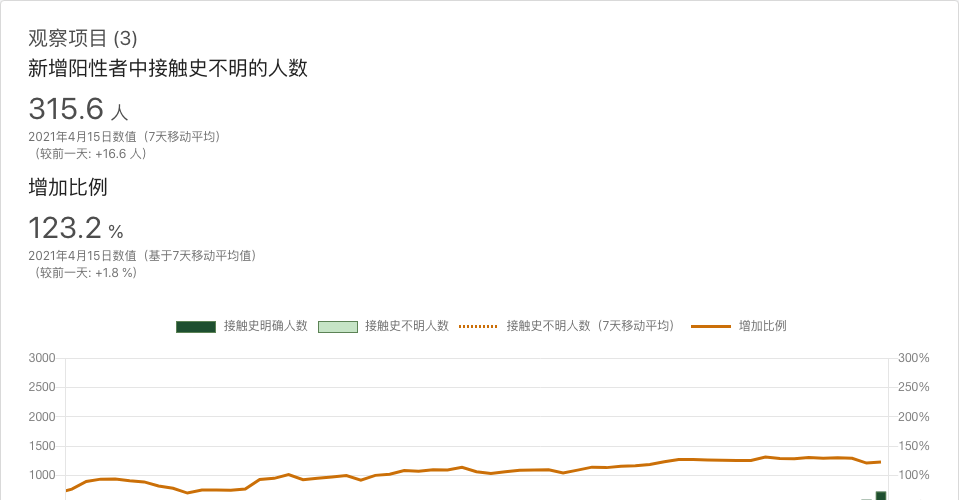 观察项目 (3)
新增阳性者中接触史不明的人数
315.6 人
2021年4月15日数值（7天移动平均）
（较前一天: +16.6 人）
增加比例
123.2 %
2021年4月15日数值（基于7天移动平均值）
（较前一天: +1.8 %）
接触史明确人数 接触史不明人数 接触史不明人数（7天移动平均） 增加比例
3000 300%
2500 250%
2000 200%
1500 150%
1000 100%